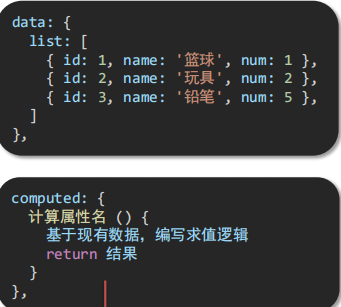 data: {
list: [
{ id: 1, name: '篮球', num: 1 },
{ id: 2, name: '玩具', num: 2 },
{ id: 3, name: '铅笔', num: 5 },
]
},
computed: {
计算属性名 () {
基于现有数据，编写求值逻辑
return 结果
}
},